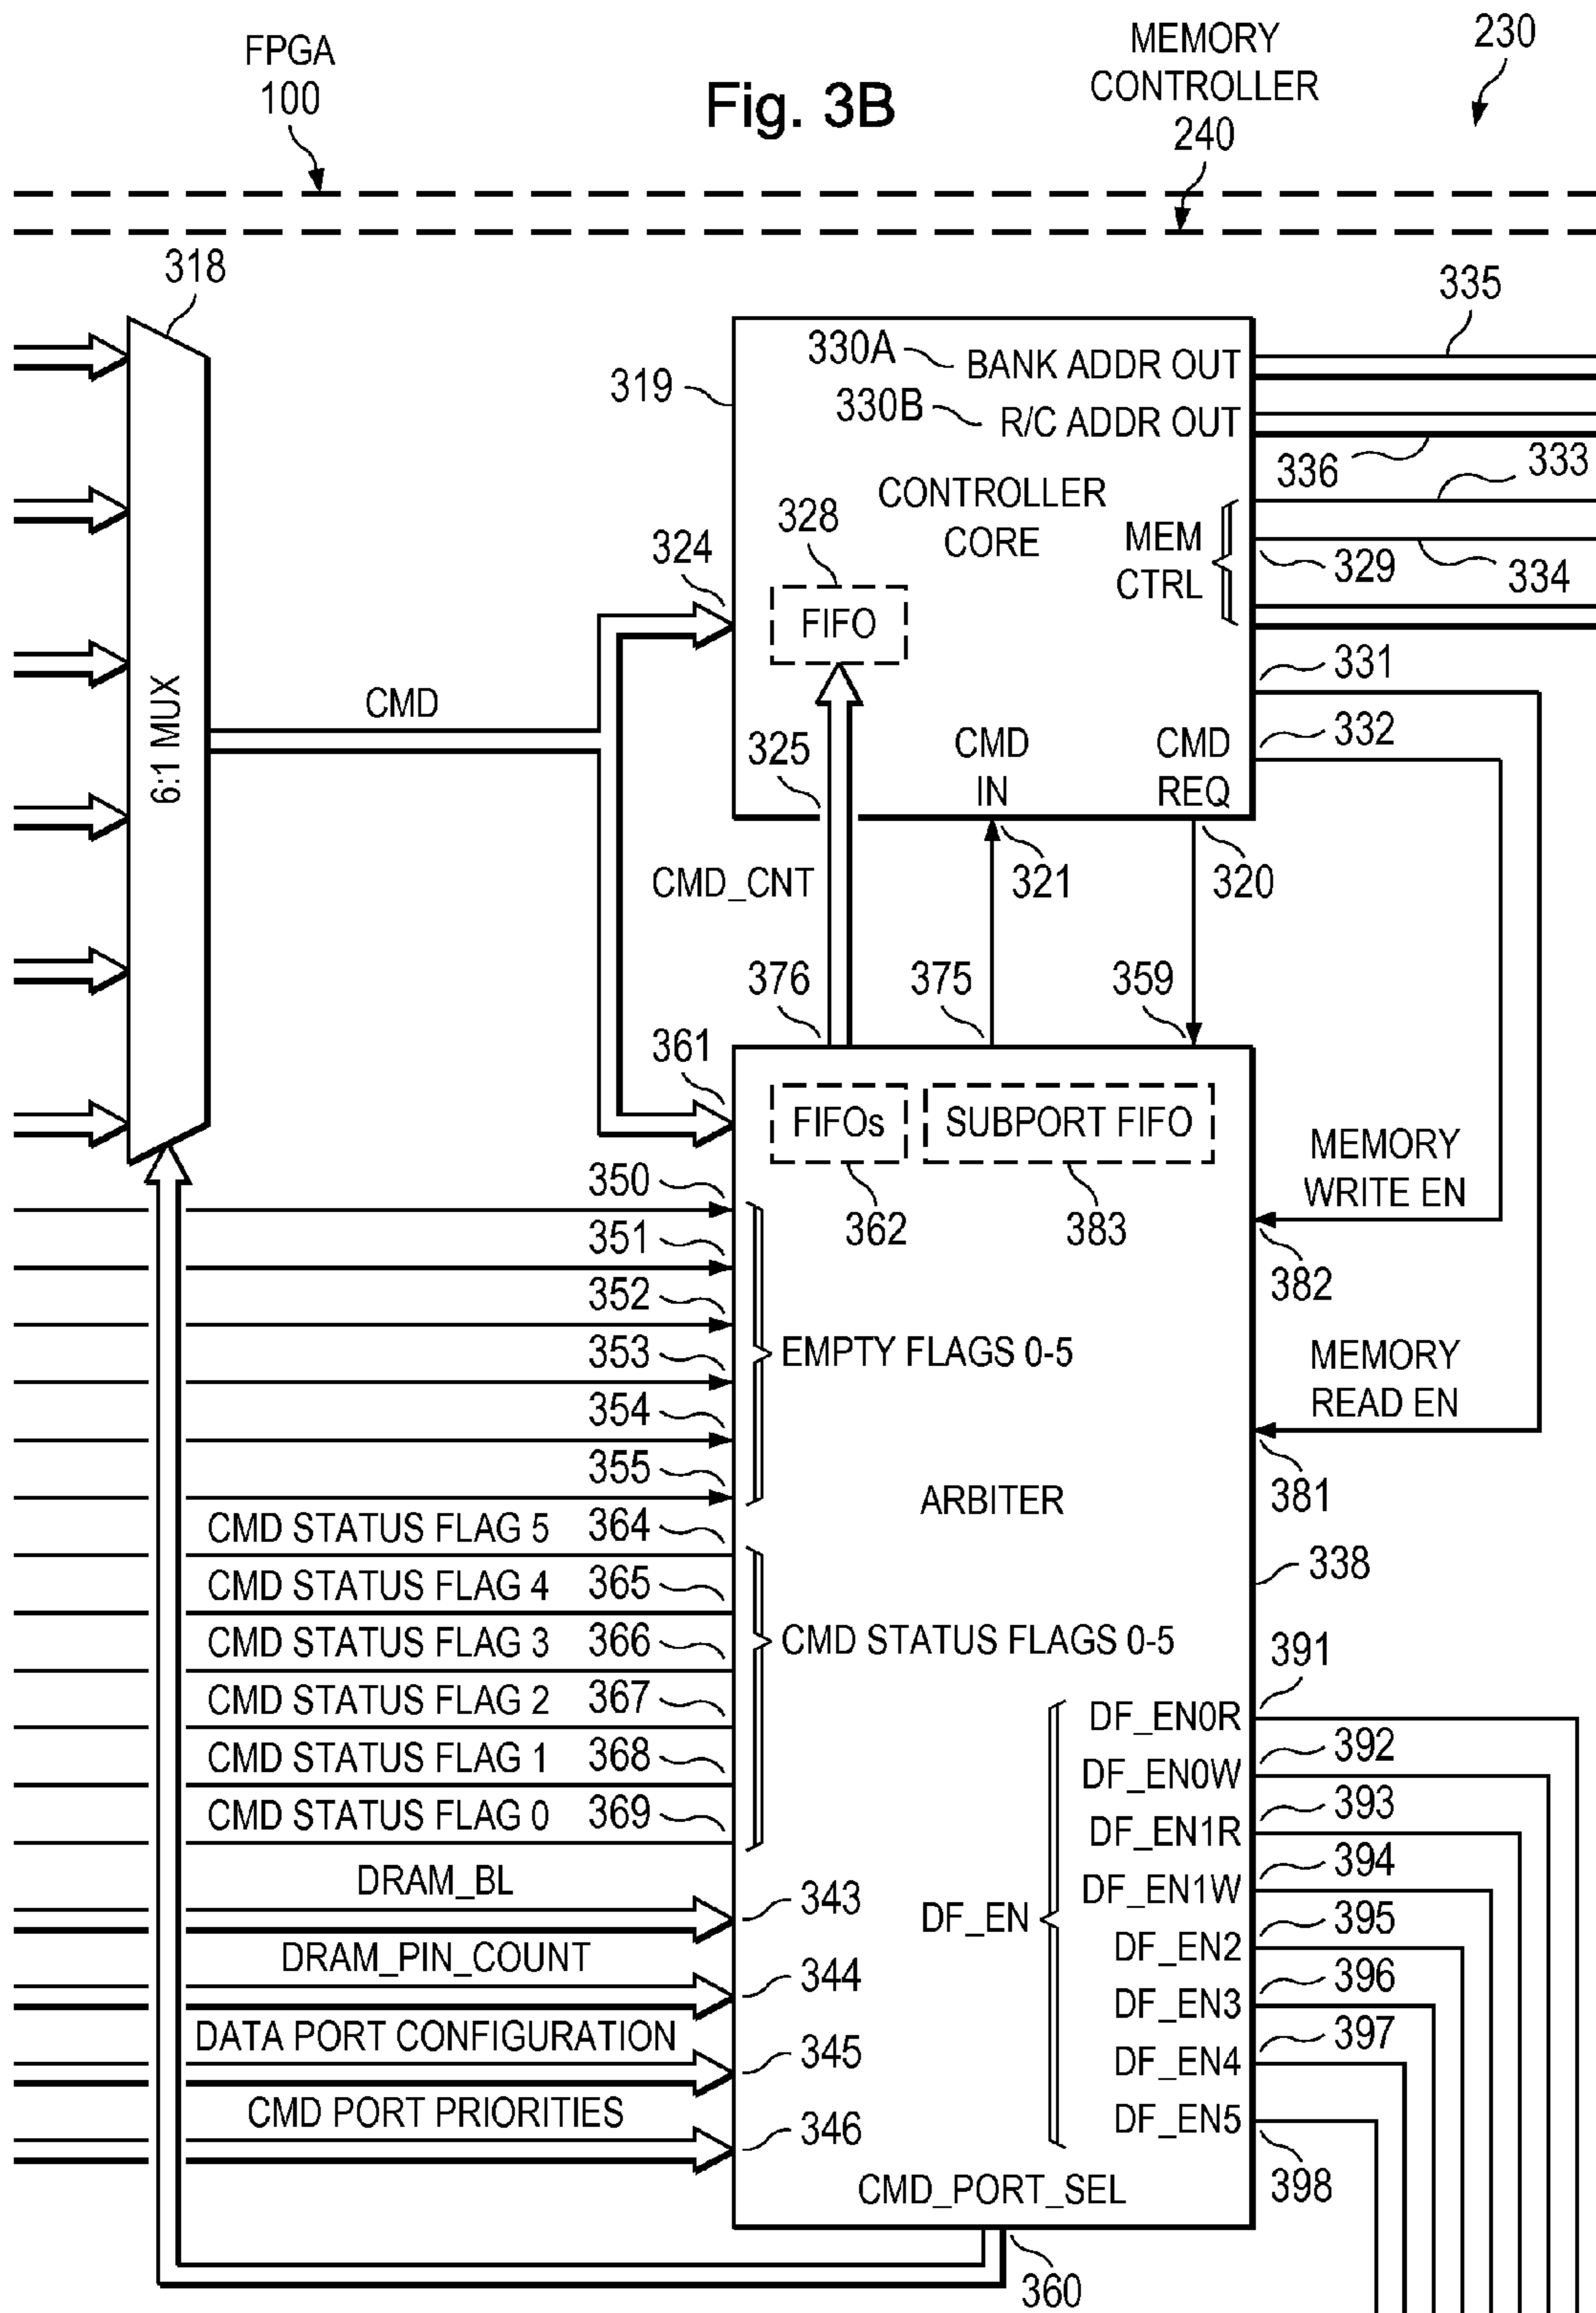 FPGA
100
Fig. 3B
MEMORY
CONTROLLER
240
230
318
6:1 MUX
CMD
319
330A
BANK ADDR OUT
330B
R/C ADDR OUT
335
336
333
CONTROLLER
CORE
MEM
CTRL
329
334
328
FIFO
324
331
332
325
CMD
IN
CMD
REQ
CMD_CNT
321
320
376
375
359
361
FIFOs
SUBPORT FIFO
362
383
MEMORY
WRITE EN
382
350
351
352
353
354
355
EMPTY FLAGS 0-5
MEMORY
READ EN
381
ARBITER
338
CMD STATUS FLAG 5
364
CMD STATUS FLAG 4
365
CMD STATUS FLAG 3
366
CMD STATUS FLAG 2
367
CMD STATUS FLAG 1
368
CMD STATUS FLAG 0
369
CMD STATUS FLAGS 0-5
DRAM_BL
343
DRAM_PIN_COUNT
344
DATA PORT CONFIGURATION
345
CMD PORT PRIORITIES
346
DF_EN
DF_EN0R
391
DF_EN0W
392
DF_EN1R
393
DF_EN1W
394
DF_EN2
395
DF_EN3
396
DF_EN4
397
DF_EN5
398
CMD_PORT_SEL
360